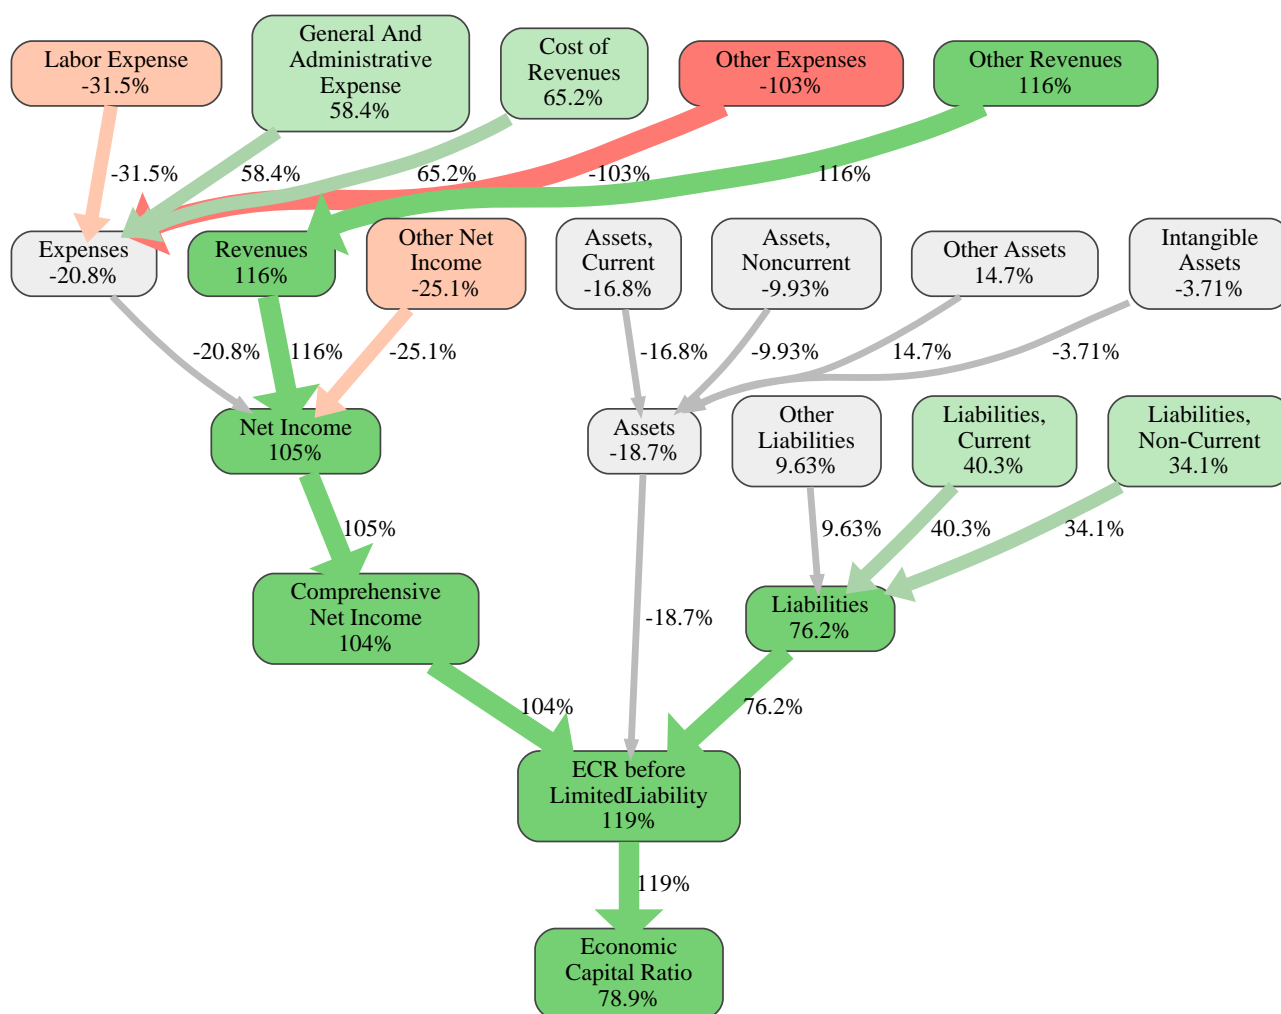 Labor Expense
-31.5%
General And
Administrative
Expense
58.4%
Cost of
Revenues
65.2%
Other Expenses
-103%
Other Revenues
116%
-31.5%
58.4%
65.2%
-103%
116%
Expenses
-20.8%
Revenues
116%
Other Net
Income
-25.1%
Assets,
Current
-16.8%
Assets,
Noncurrent
-9.93%
Other Assets
14.7%
Intangible
Assets
-3.71%
-20.8%
116%
-25.1%
-16.8%
-9.93%
14.7%
-3.71%
Net Income
105%
Assets
-18.7%
Other
Liabilities
9.63%
Liabilities,
Current
40.3%
Liabilities,
Non-Current
34.1%
105%
9.63%
40.3%
34.1%
Comprehensive
Net Income
104%
-18.7%
Liabilities
76.2%
104%
76.2%
ECR before
LimitedLiability
119%
119%
Economic
Capital Ratio
78.9%